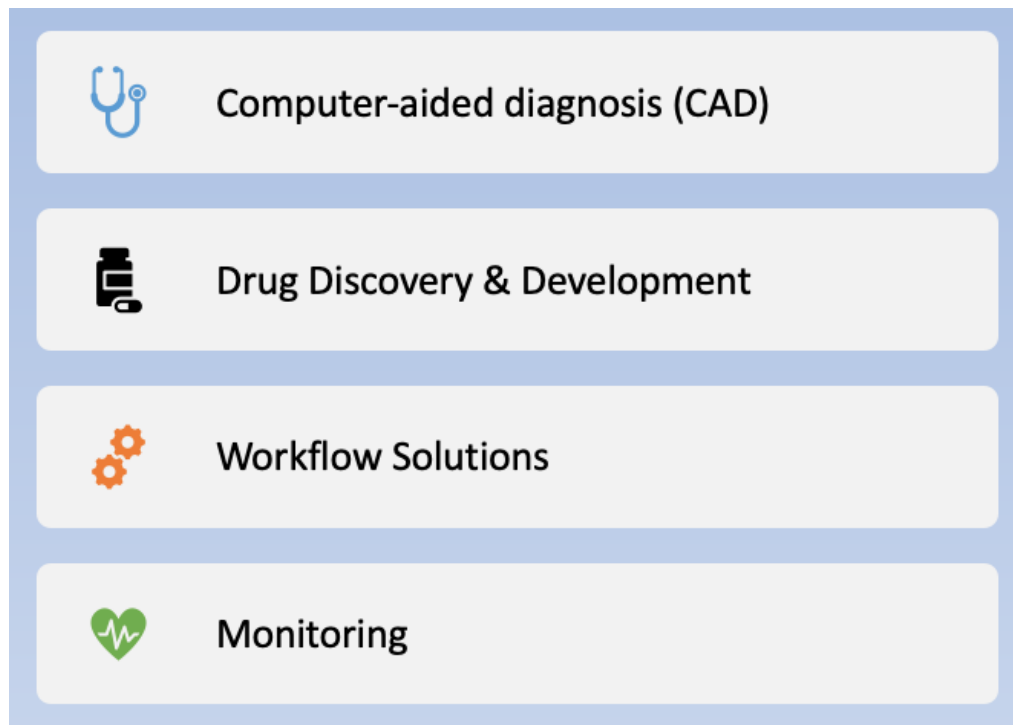 Computer-aided diagnosis (CAD)
Drug Discovery & Development
Workflow Solutions
Monitoring